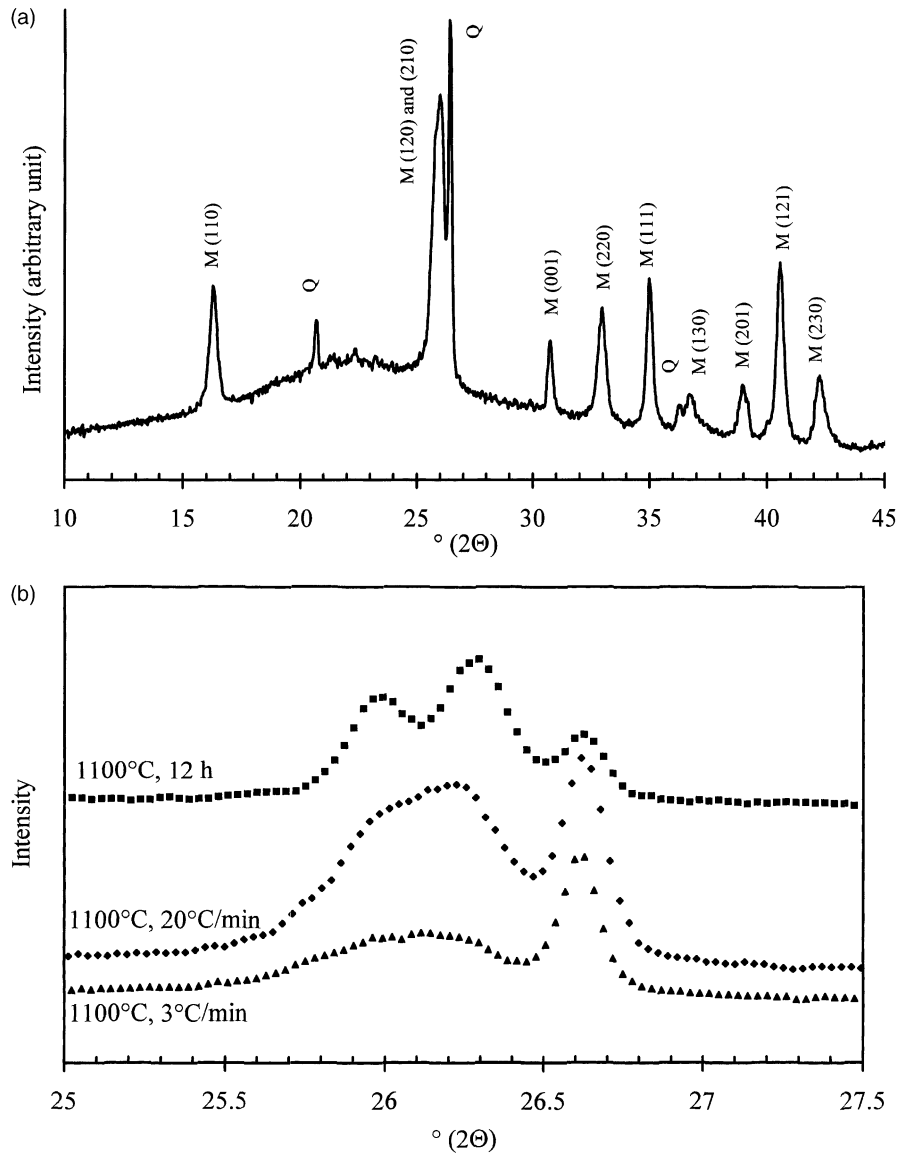 (a)
Intensity (arbitrary unit)
M (110)
Q
M (120) and (210)
Q
M (001)
M (220)
M (111)
Q
M (130)
M (201)
M (121)
M (230)
10 15 20 25 30 35 40 45
° (2Θ)
(b)
Intensity
1100°C, 12 h
1100°C, 20°C/min
1100°C, 3°C/min
25 25.5 26 26.5 27 27.5
° (2Θ)